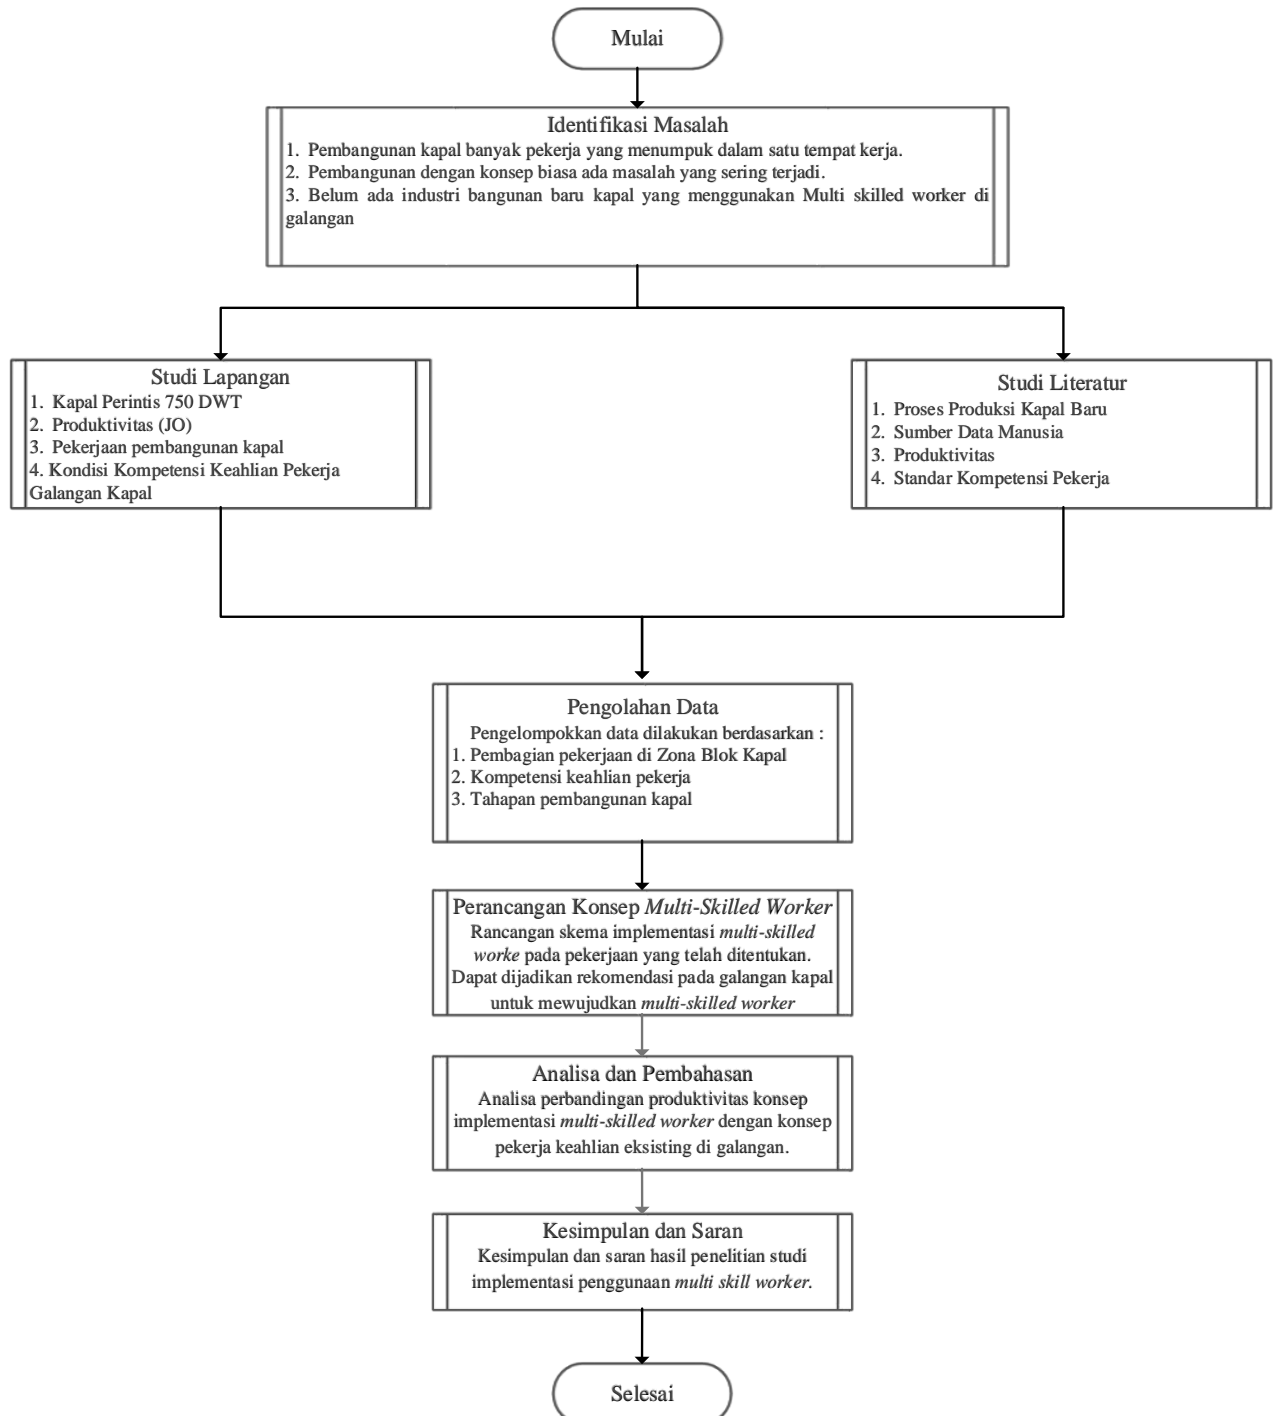 Mulai
Identifikasi Masalah
1. Pembangunan kapal banyak pekerja yang menumpuk dalam satu tempat kerja.
2. Pembangunan dengan konsep biasa ada masalah yang sering terjadi.
3. Belum ada industri bangunan baru kapal yang menggunakan Multi skilled worker di
galangan
Studi Lapangan
1. Kapal Perintis 750 DWT
2. Produktivitas (JO)
3. Pekerjaan pembangunan kapal
4. Kondisi Kompetensi Keahlian Pekerja
Galangan Kapal
Studi Literatur
1. Proses Produksi Kapal Baru
2. Sumber Data Manusia
3. Produktivitas
4. Standar Kompetensi Pekerja
Pengolahan Data
Pengelompokkan data dilakukan berdasarkan :
1. Pembagian pekerjaan di Zona Blok Kapal
2. Kompetensi keahlian pekerja
3. Tahapan pembangunan kapal
Perancangan Konsep Multi-Skilled Worker
Rancangan skema implementasi multi-skilled
worke pada pekerjaan yang telah ditentukan.
Dapat dijadikan rekomendasi pada galangan kapal
untuk mewujudkan multi-skilled worker
Analisa dan Pembahasan
Analisa perbandingan produktivitas konsep
implementasi multi-skilled worker dengan konsep
pekerja keahlian eksisting di galangan.
Kesimpulan dan Saran
Kesimpulan dan saran hasil penelitian studi
implementasi penggunaan multi skill worker.
Selesai